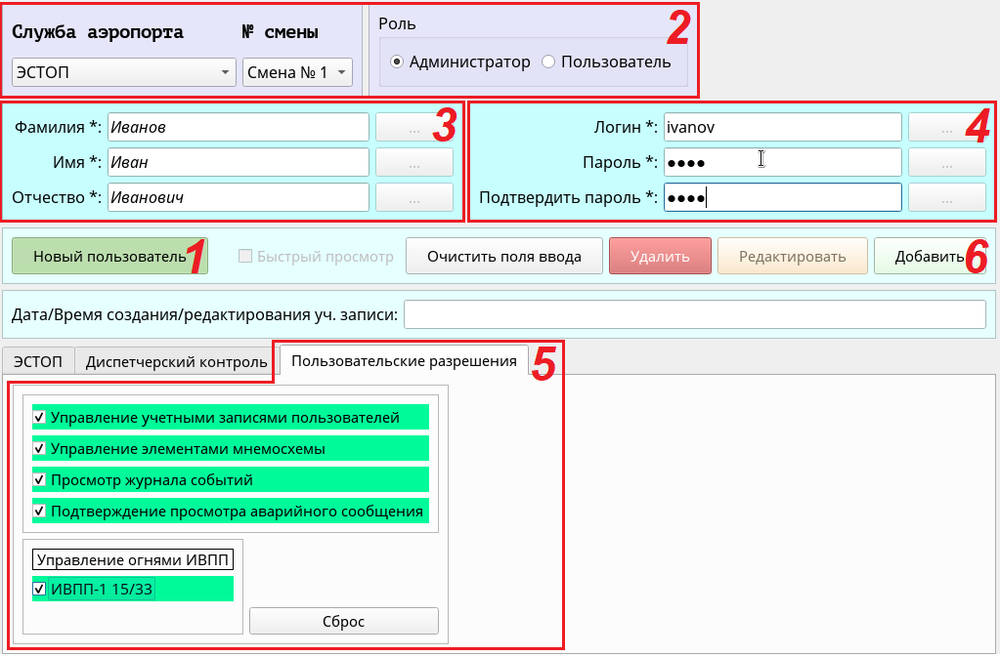 Служба аэропорта № смены
ЭСТОП Смена № 1
Роль
Администратор Пользователь
2
Фамилия *: Иванов ...
Имя *: Иван ...
Отчество *: Иванович ...
3
Логин *: ivanov ...
Пароль *: ●●●● ...
Подтвердить пароль *: ●●●● ...
4
Новый пользователь 1 Быстрый просмотр Очистить поля ввода Удалить Редактировать Добавить 6
Дата/Время создания/редактирования уч. записи:
ЭСТОП Диспетчерский контроль Пользовательские разрешения 5
Управление учетными записями пользователей
Управление элементами мнемосхемы
Просмотр журнала событий
Подтверждение просмотра аварийного сообщения
Управление огнями ИВПП
ИВПП-1 15/33
Сброс